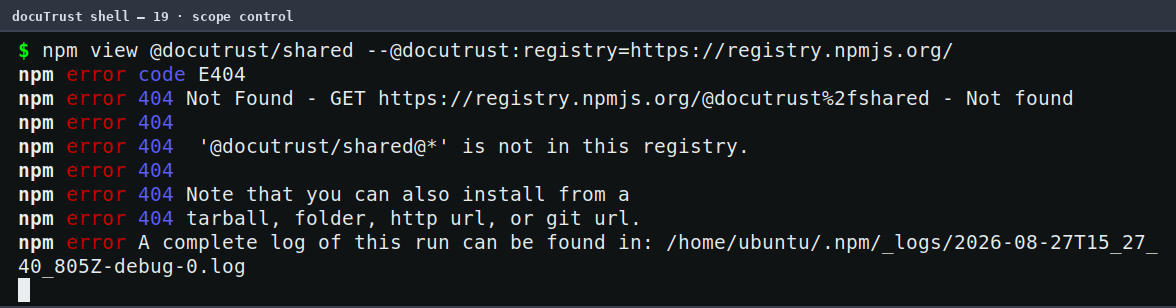 docuTrust shell — 19 · scope control
$ npm view @docutrust/shared --@docutrust:registry=https://registry.npmjs.org/
npm error code E404
npm error 404 Not Found - GET https://registry.npmjs.org/@docutrust%2fshared - Not found
npm error 404
npm error 404  '@docutrust/shared@*' is not in this registry.
npm error 404
npm error 404 Note that you can also install from a
npm error 404 tarball, folder, http url, or git url.
npm error A complete log of this run can be found in: /home/ubuntu/.npm/_logs/2026-08-27T15_27_
40_805Z-debug-0.log